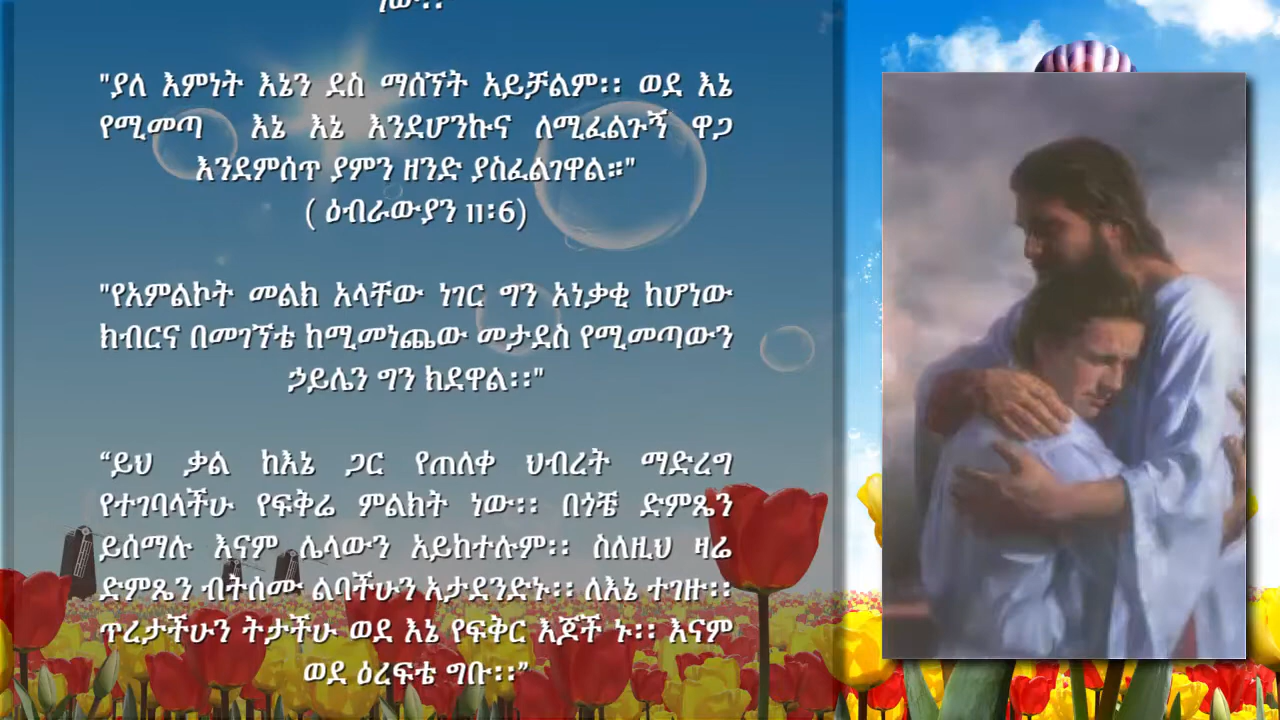 ነው፡፡"
"ያለ እምነት እኔን ደስ ማሰኘት አይቻልም፡፡ ወደ እኔ
የሚመጣ እኔ እኔ እንደሆንኩና ለሚፈልጉኝ ዋጋ
እንደምሰጥ ያምን ዘንድ ያስፈልገዋል።"
( ዕብራውያን 11፡6)
"የአምልኮት መልክ አላቸው ነገር ግን አነቃቂ ከሆነው
ክብርና በመገኘቴ ከሚመነጨው መታደስ የሚመጣውን
ኃይሌን ግን ክደዋል፡፡"
“ይህ ቃል ከእኔ ጋር የጠለቀ ህብረት ማድረግ
የተገባላችሁ የፍቅሬ ምልክት ነው፡፡ በጎቼ ድምጼን
ይሰማሉ እናም ሌላውን አይከተሉም፡፡ ስለዚህ ዛሬ
ድምጼን ብትሰሙ ልባችሁን አታደንድኑ፡፡ ለእኔ ተገዙ፡፡
ጥረታችሁን ትታችሁ ወደ እኔ የፍቅር እጆች ኑ፡፡ እናም
ወደ ዕረፍቴ ግቡ፡፡”